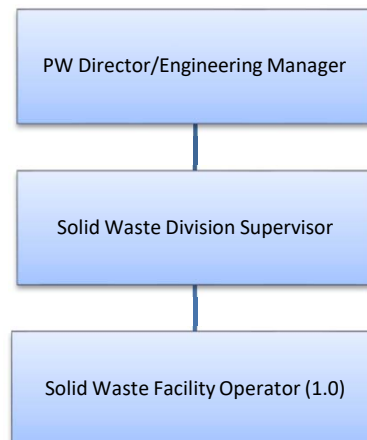 PW Director/Engineering Manager
Solid Waste Division Supervisor
Solid Waste Facility Operator (1.0)